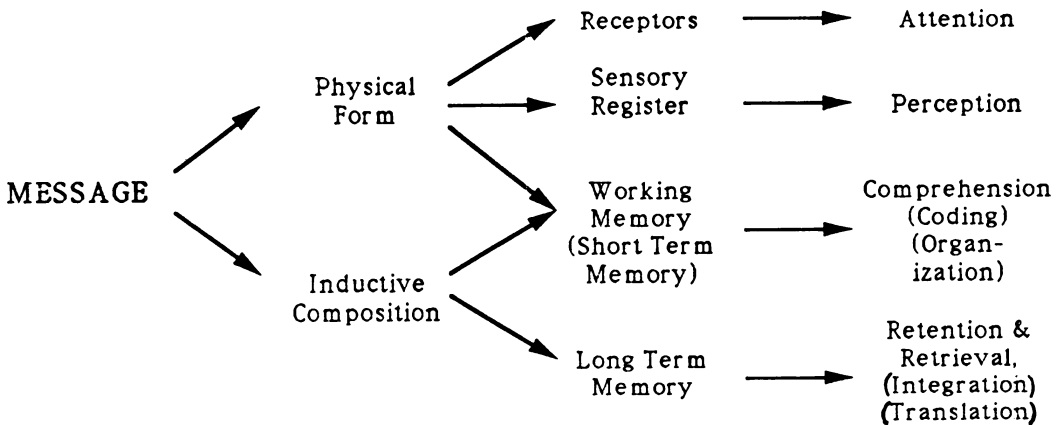 MESSAGE
Physical
Form
Inductive
Composition
Receptors
Sensory
Register
Working
Memory
(Short Term
Memory)
Long Term
Memory
Attention
Perception
Comprehension
(Coding)
(Organ-
ization)
Retention &
Retrieval,
(Integration)
(Translation)